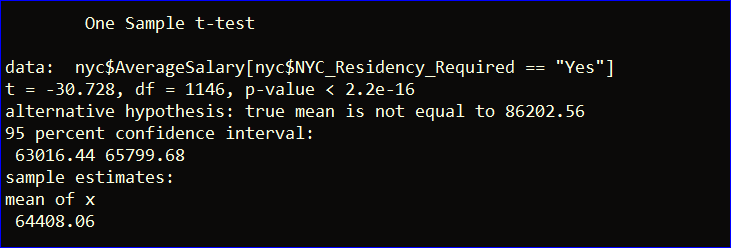 One Sample t-test
data:  nyc$AverageSalary[nyc$NYC_Residency_Required == "Yes"]
t = -30.728, df = 1146, p-value < 2.2e-16
alternative hypothesis: true mean is not equal to 86202.56
95 percent confidence interval:
63016.44 65799.68
sample estimates:
mean of x
64408.06